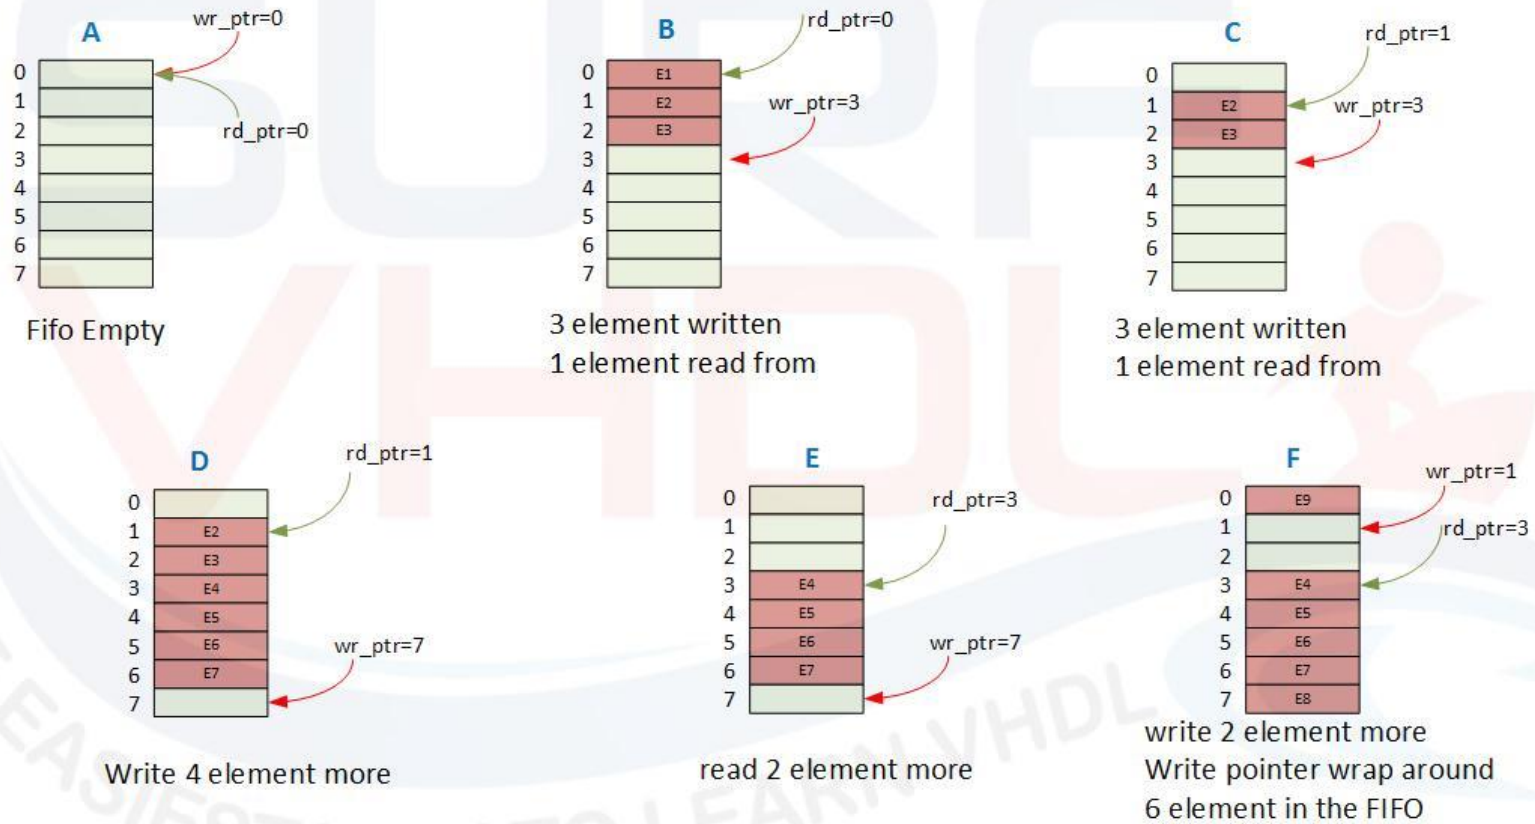 A
wr_ptr=0
0
1
2
3
4
5
6
7
rd_ptr=0
Fifo Empty
B
rd_ptr=0
0 E1
1 E2
2 E3
3
4
5
6
7
wr_ptr=3
3 element written
1 element read from
C
rd_ptr=1
0
1 E2
2 E3
3
4
5
6
7
wr_ptr=3
3 element written
1 element read from
D
rd_ptr=1
0
1 E2
2 E3
3 E4
4 E5
5 E6
6 E7
7
wr_ptr=7
Write 4 element more
E
rd_ptr=3
0
1
2
3 E4
4 E5
5 E6
6 E7
7
wr_ptr=7
read 2 element more
F
wr_ptr=1
0 E9
1
2
3 E4
4 E5
5 E6
6 E7
7 E8
rd_ptr=3
write 2 element more
Write pointer wrap around
6 element in the FIFO
SURF
VHDL
EASIEST
LEARN VHDL